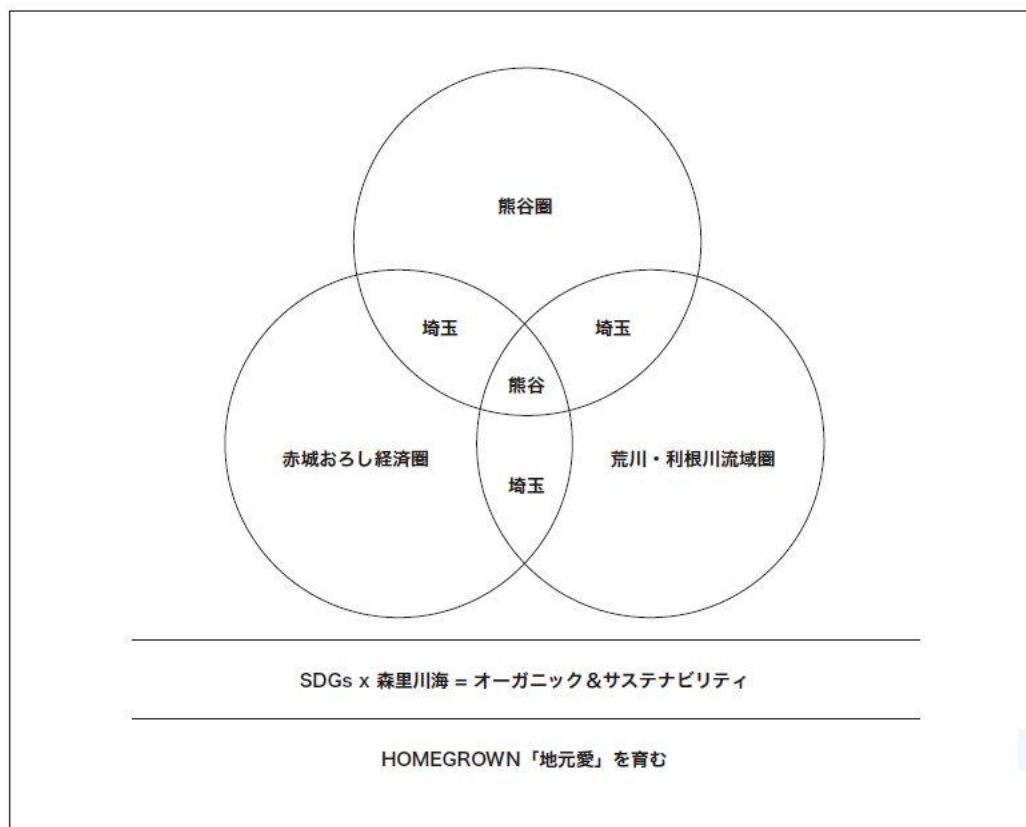 熊谷圏
埼玉
埼玉
熊谷
赤城おろし経済圏
荒川・利根川流域圏
埼玉
SDGs x 森里川海 = オーガニック＆サステナビリティ
HOMEGROWN「地元愛」を育む